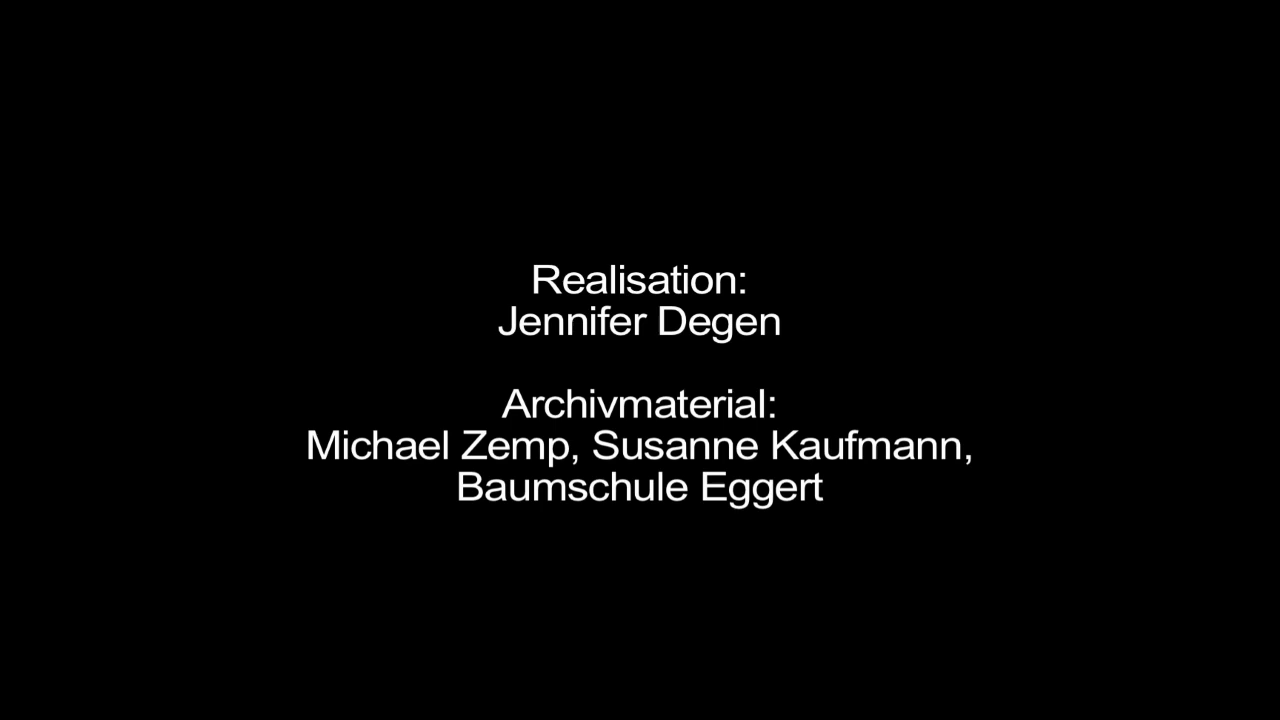 Realisation:
Jennifer Degen
Archivmaterial:
Michael Zemp, Susanne Kaufmann,
Baumschule Eggert